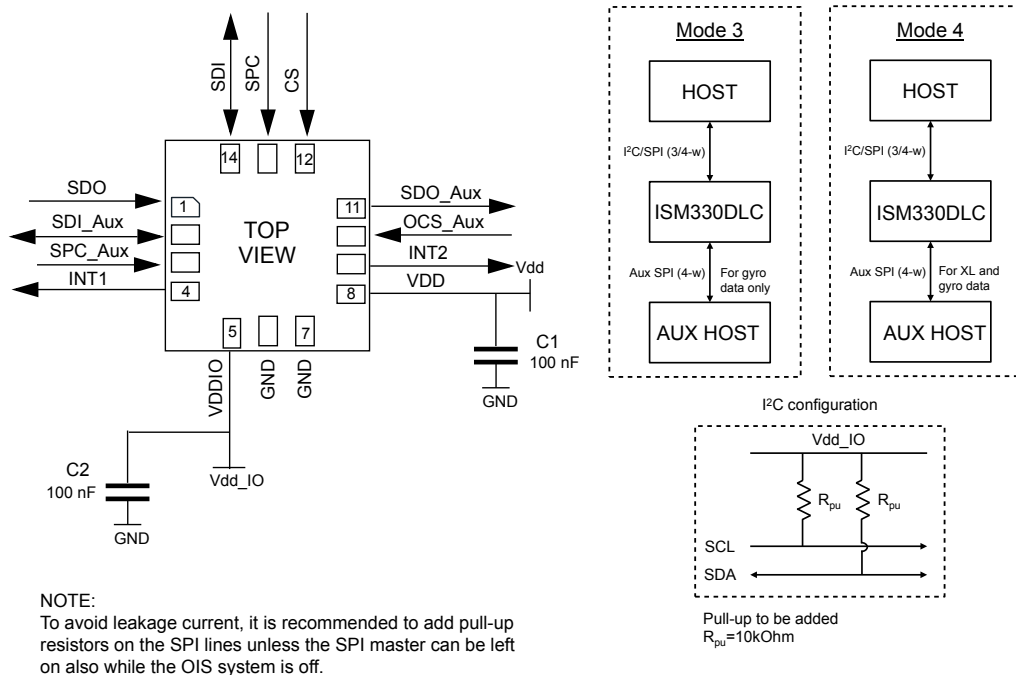 SDI
SPC
CS
14
12
SDO
SDI_Aux
SPC_Aux
INT1
1
4
TOP
VIEW
11
8
SDO_Aux
OCS_Aux
INT2
Vdd
VDD
5
7
VDDIO
GND
GND
C1
100 nF
GND
C2
100 nF
GND
Vdd_IO
NOTE:
To avoid leakage current, it is recommended to add pull-up
resistors on the SPI lines unless the SPI master can be left
on also while the OIS system is off.
Mode 3
HOST
I²C/SPI (3/4-w)
ISM330DLC
Aux SPI (4-w)
For gyro
data only
AUX HOST
Mode 4
HOST
I²C/SPI (3/4-w)
ISM330DLC
Aux SPI (4-w)
For XL and
gyro data
AUX HOST
I²C configuration
Vdd_IO
Rpu
Rpu
SCL
SDA
Pull-up to be added
Rpu=10kOhm